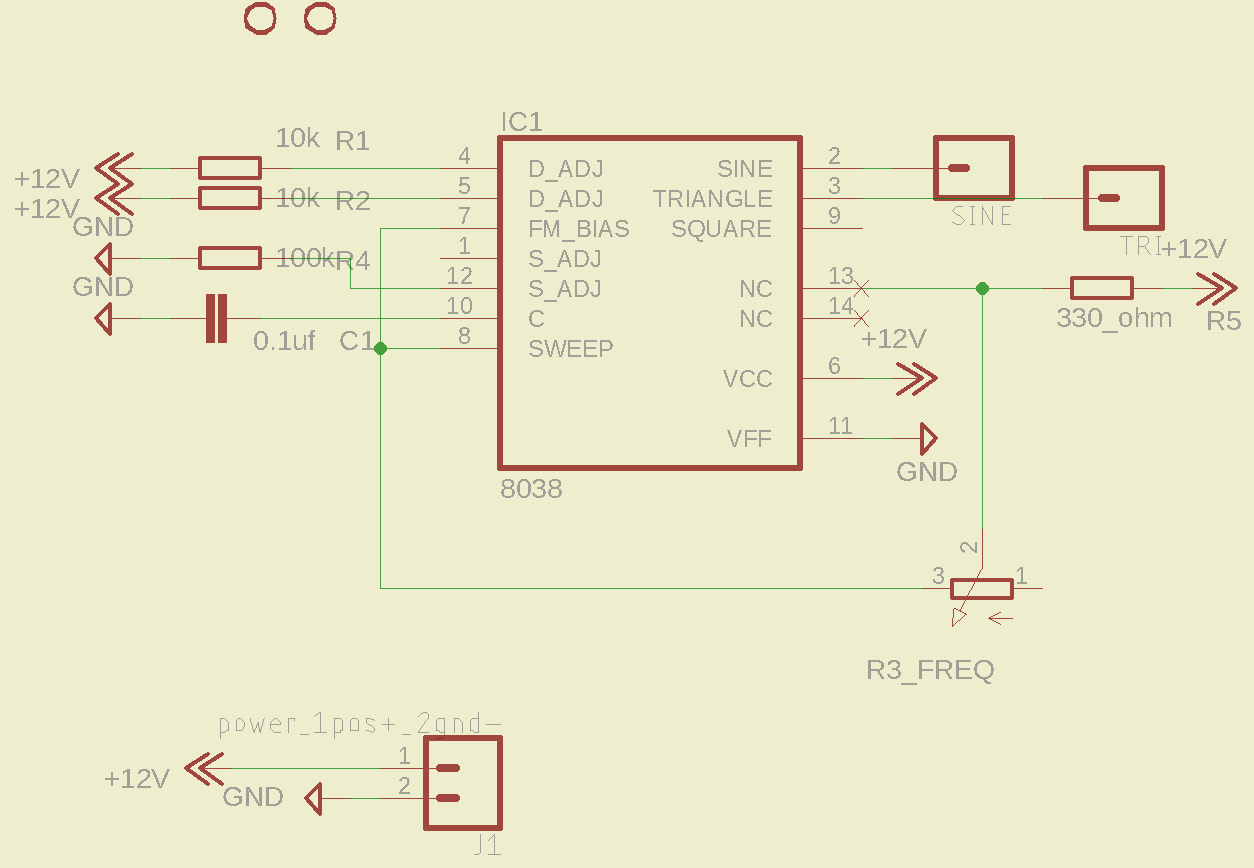 IC1
10k R1
4 D_ADJ SINE 2
+12V
5 D_ADJ TRIANGLE 3
10k R2
+12V
7 FM_BIAS SQUARE 9
SINE
GND
1 S_ADJ
TRI
+12V
100k R4
12 S_ADJ NC 13
GND
10 C NC 14
330_ohm R5
0.1uf C1
8 SWEEP
+12V
VCC 6
VFF 11
GND
8038
2
3 1
R3_FREQ
power_1pos+_2gnd-
1
+12V
2
GND
J1